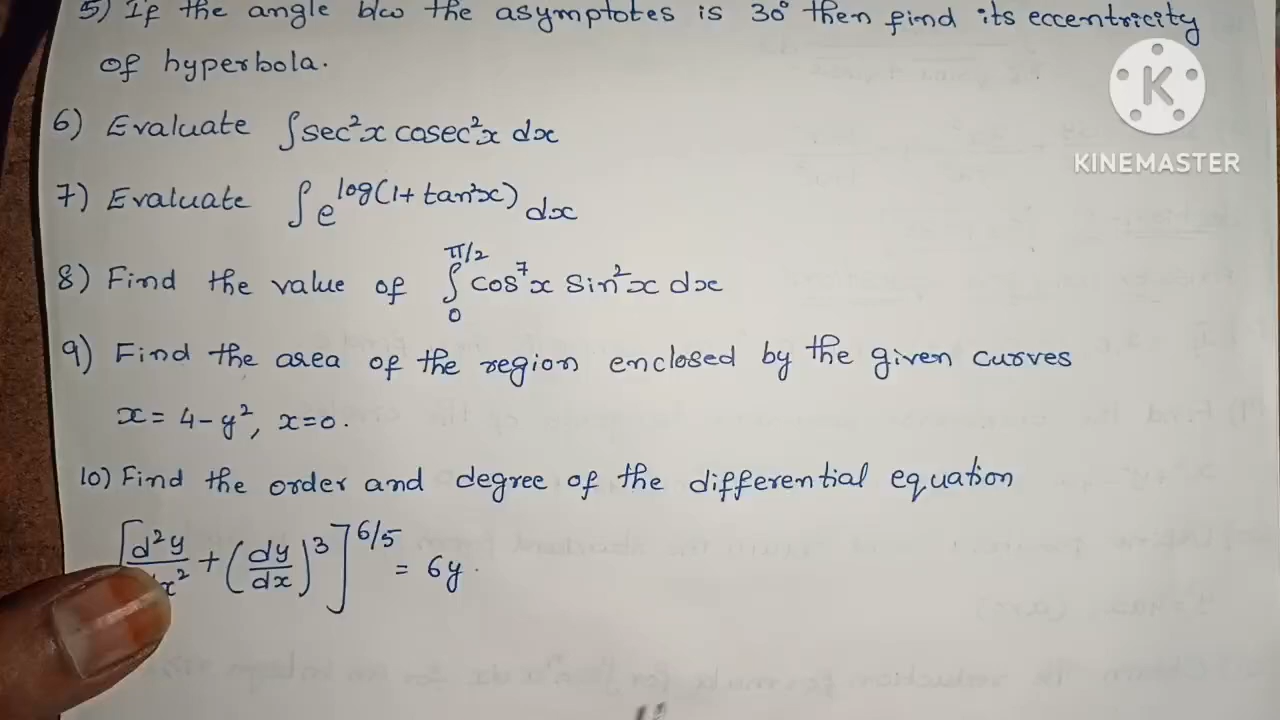 5) If the angle b/w the asymptotes is 30° then find its eccentricity
of hyperbola.
K
KINEMASTER
6) Evaluate ∫sec²x cosec²x dx
7) Evaluate ∫e^log(1+tan²x) dx
8) Find the value of ∫₀^π/2 cos⁷x sin²x dx
9) Find the area of the region enclosed by the given curves
x = 4-y², x=0.
10) Find the order and degree of the differential equation
[d²y/dx² + (dy/dx)³]^6/5 = 6y.